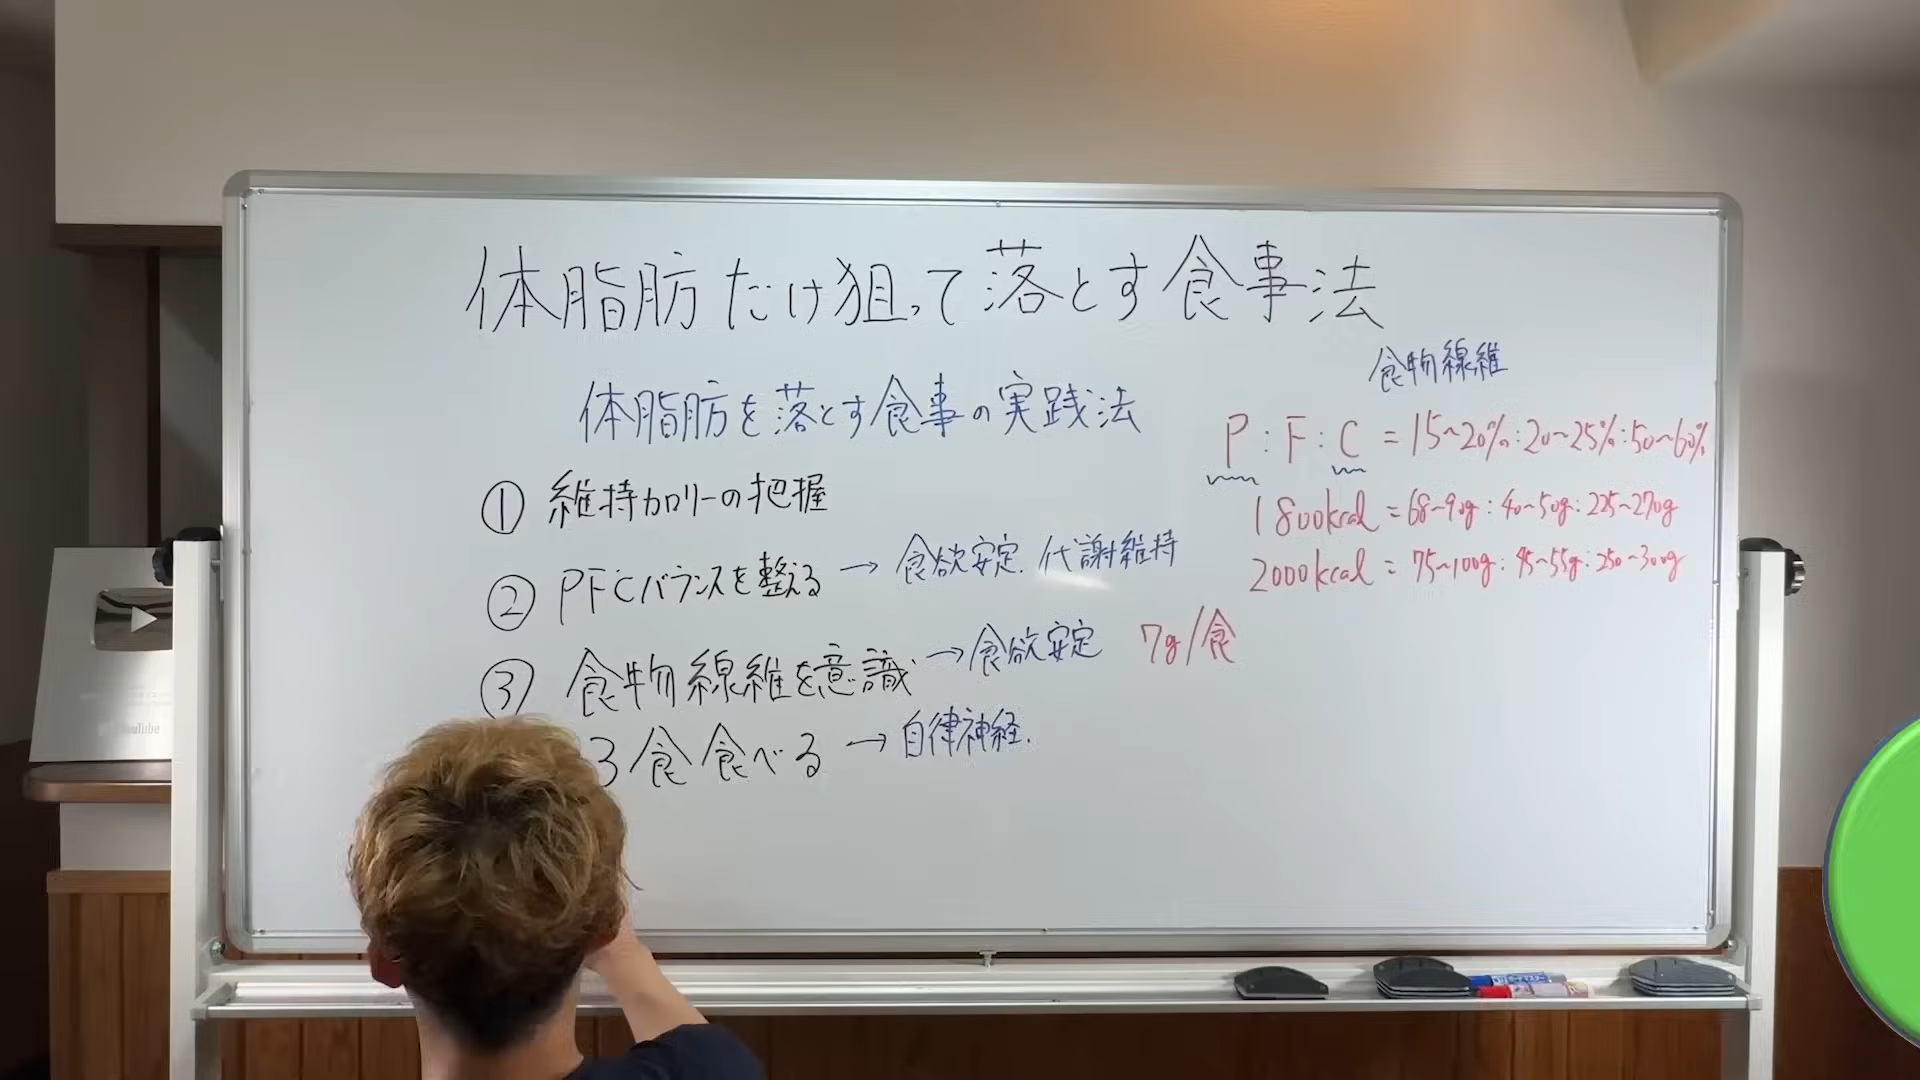 体脂肪だけ狙って落とす食事法
体脂肪を落とす食事の実践法
① 維持カロリーの把握
② PFCバランスを整える → 食欲安定. 代謝維持
③ 食物線維を意識 → 食欲安定 7g/食
3食食べる → 自律神経.
食物線維
P : F : C = 15~20% : 20~25% : 50~60%
1800kcal = 68~90g : 40~50g : 225~270g
2000kcal = 75~100g : 45~55g : 250~300g
YouTube